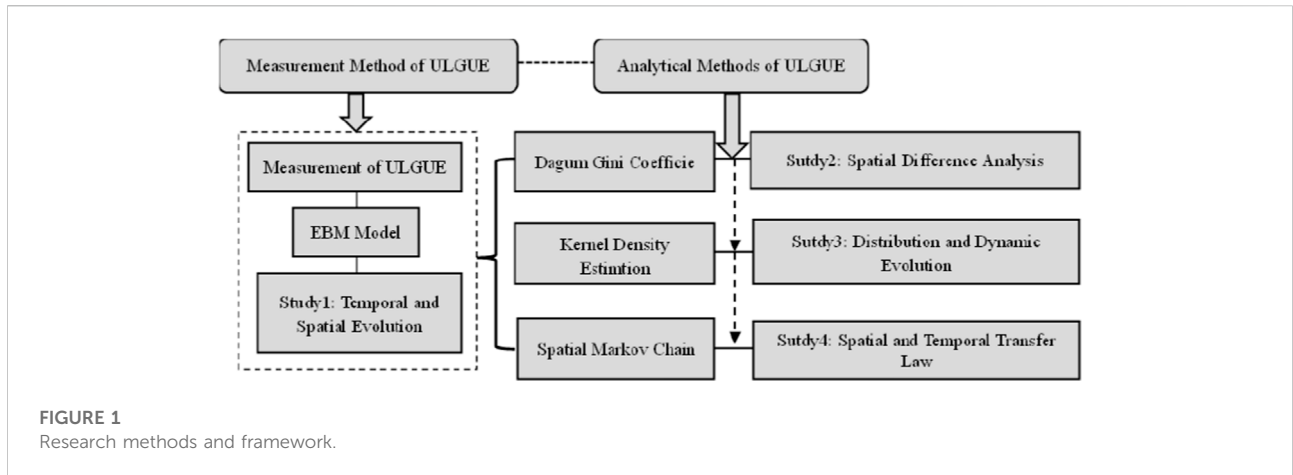 Measurement Method of ULGUE
Analytical Methods of ULGUE
Measurement of ULGUE
EBM Model
Study1: Temporal and
Spatial Evolution
Dagum Gini Coefficie
Sutdy2: Spatial Difference Analysis
Kernel Density
Estimtion
Sutdy3: Distribution and Dynamic
Evolution
Spatial Markov Chain
Sutdy4: Spatial and Temporal Transfer
Law
FIGURE 1
Research methods and framework.